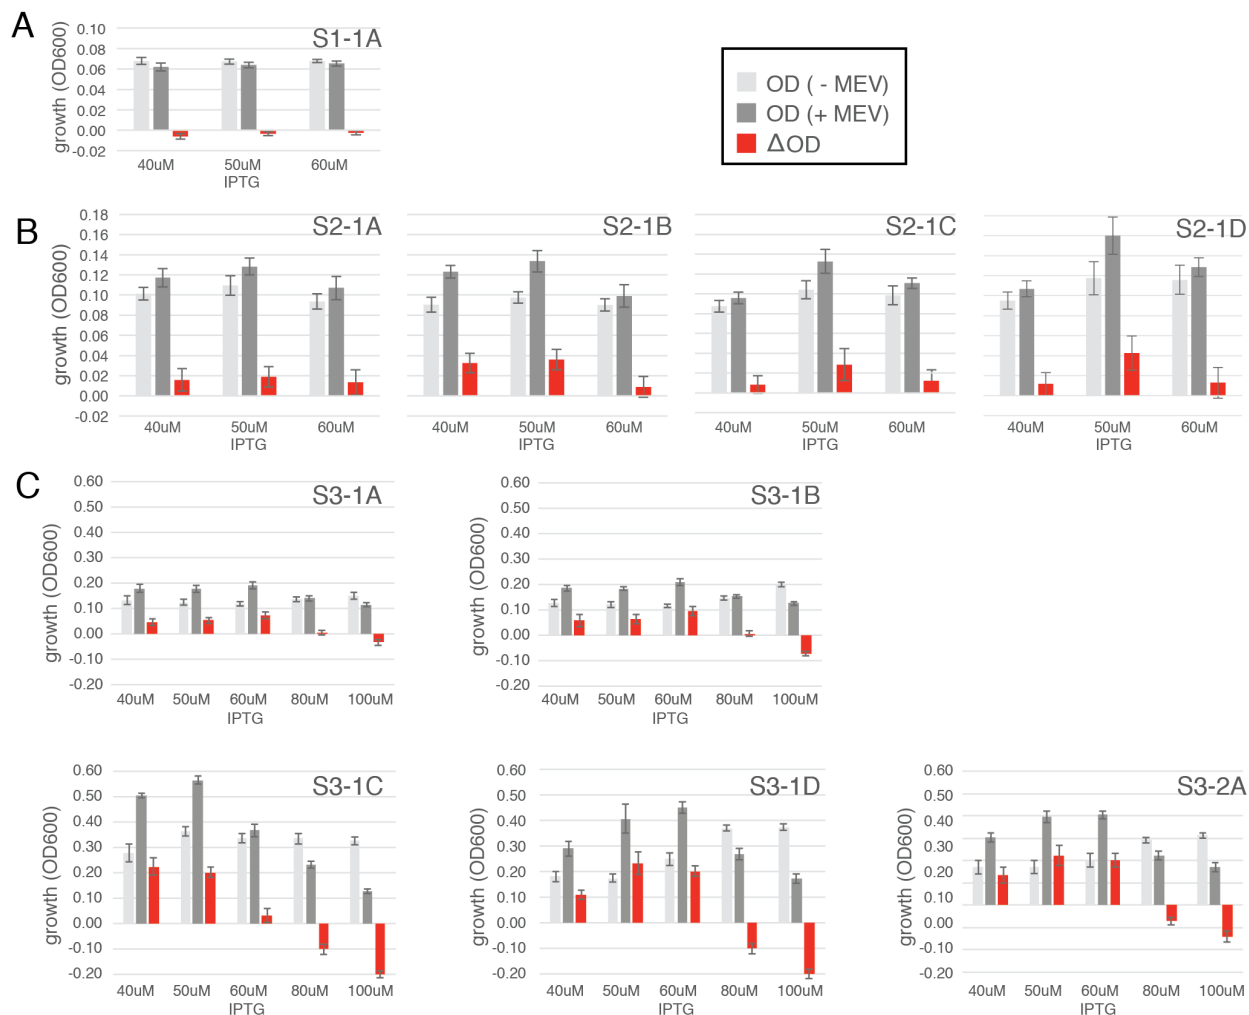 A
S1-1A
growth (OD600)
0.10
0.08
0.06
0.04
0.02
0.00
-0.02
40uM 50uM 60uM
IPTG
OD ( - MEV)
OD (+ MEV)
ΔOD
B
growth (OD600)
0.18
0.16
0.14
0.12
0.10
0.08
0.06
0.04
0.02
0.00
-0.02
S2-1A
40uM 50uM 60uM
IPTG
S2-1B
40uM 50uM 60uM
IPTG
S2-1C
40uM 50uM 60uM
IPTG
S2-1D
40uM 50uM 60uM
IPTG
C
S3-1A
growth (OD600)
0.60
0.50
0.40
0.30
0.20
0.10
0.00
-0.10
-0.20
40uM 50uM 60uM 80uM 100uM
IPTG
S3-1B
growth (OD600)
0.60
0.50
0.40
0.30
0.20
0.10
0.00
-0.10
-0.20
40uM 50uM 60uM 80uM 100uM
IPTG
S3-1C
growth (OD600)
0.60
0.50
0.40
0.30
0.20
0.10
0.00
-0.10
-0.20
40uM 50uM 60uM 80uM 100uM
IPTG
S3-1D
growth (OD600)
0.60
0.50
0.40
0.30
0.20
0.10
0.00
-0.10
-0.20
40uM 50uM 60uM 80uM 100uM
IPTG
S3-2A
growth (OD600)
0.60
0.50
0.40
0.30
0.20
0.10
0.00
-0.10
-0.20
40uM 50uM 60uM 80uM 100uM
IPTG